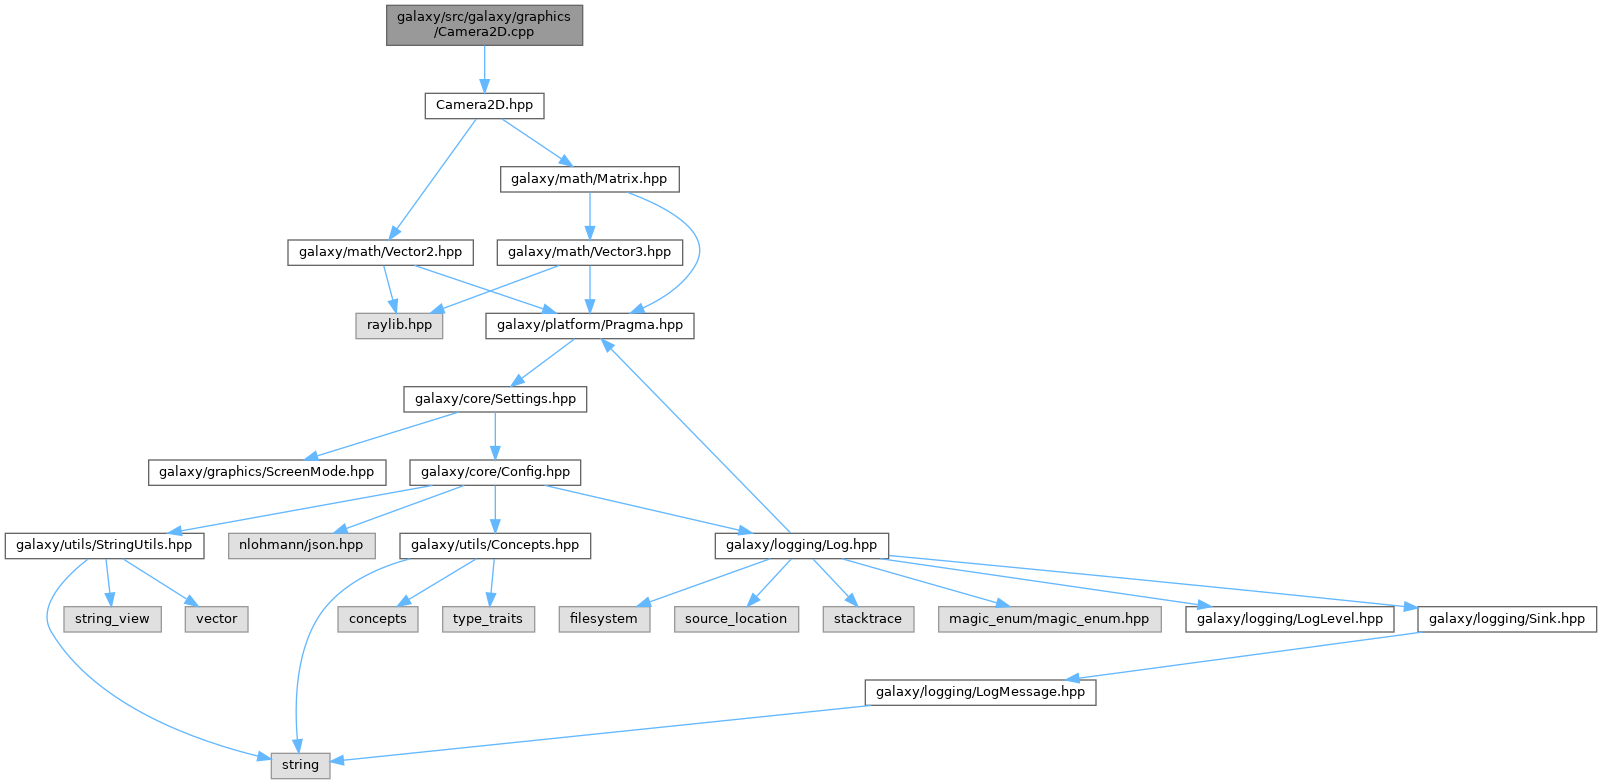 galaxy/src/galaxy/graphics
/Camera2D.cpp
Camera2D.hpp
galaxy/math/Matrix.hpp
galaxy/math/Vector2.hpp
galaxy/math/Vector3.hpp
raylib.hpp
galaxy/platform/Pragma.hpp
galaxy/core/Settings.hpp
galaxy/graphics/ScreenMode.hpp
galaxy/core/Config.hpp
galaxy/utils/StringUtils.hpp
nlohmann/json.hpp
galaxy/utils/Concepts.hpp
galaxy/logging/Log.hpp
string_view
vector
concepts
type_traits
filesystem
source_location
stacktrace
magic_enum/magic_enum.hpp
galaxy/logging/LogLevel.hpp
galaxy/logging/Sink.hpp
galaxy/logging/LogMessage.hpp
string